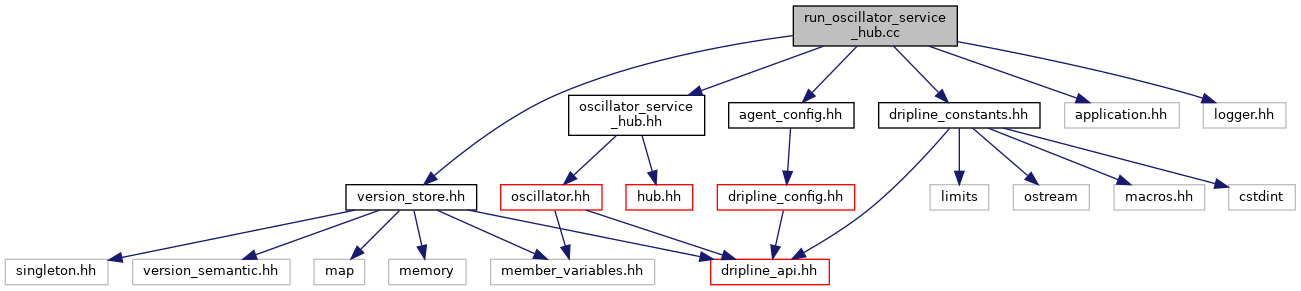 run_oscillator_service
_hub.cc
oscillator_service
_hub.hh
agent_config.hh
dripline_constants.hh
application.hh
logger.hh
version_store.hh
oscillator.hh
hub.hh
dripline_config.hh
limits
ostream
macros.hh
cstdint
singleton.hh
version_semantic.hh
map
memory
member_variables.hh
dripline_api.hh